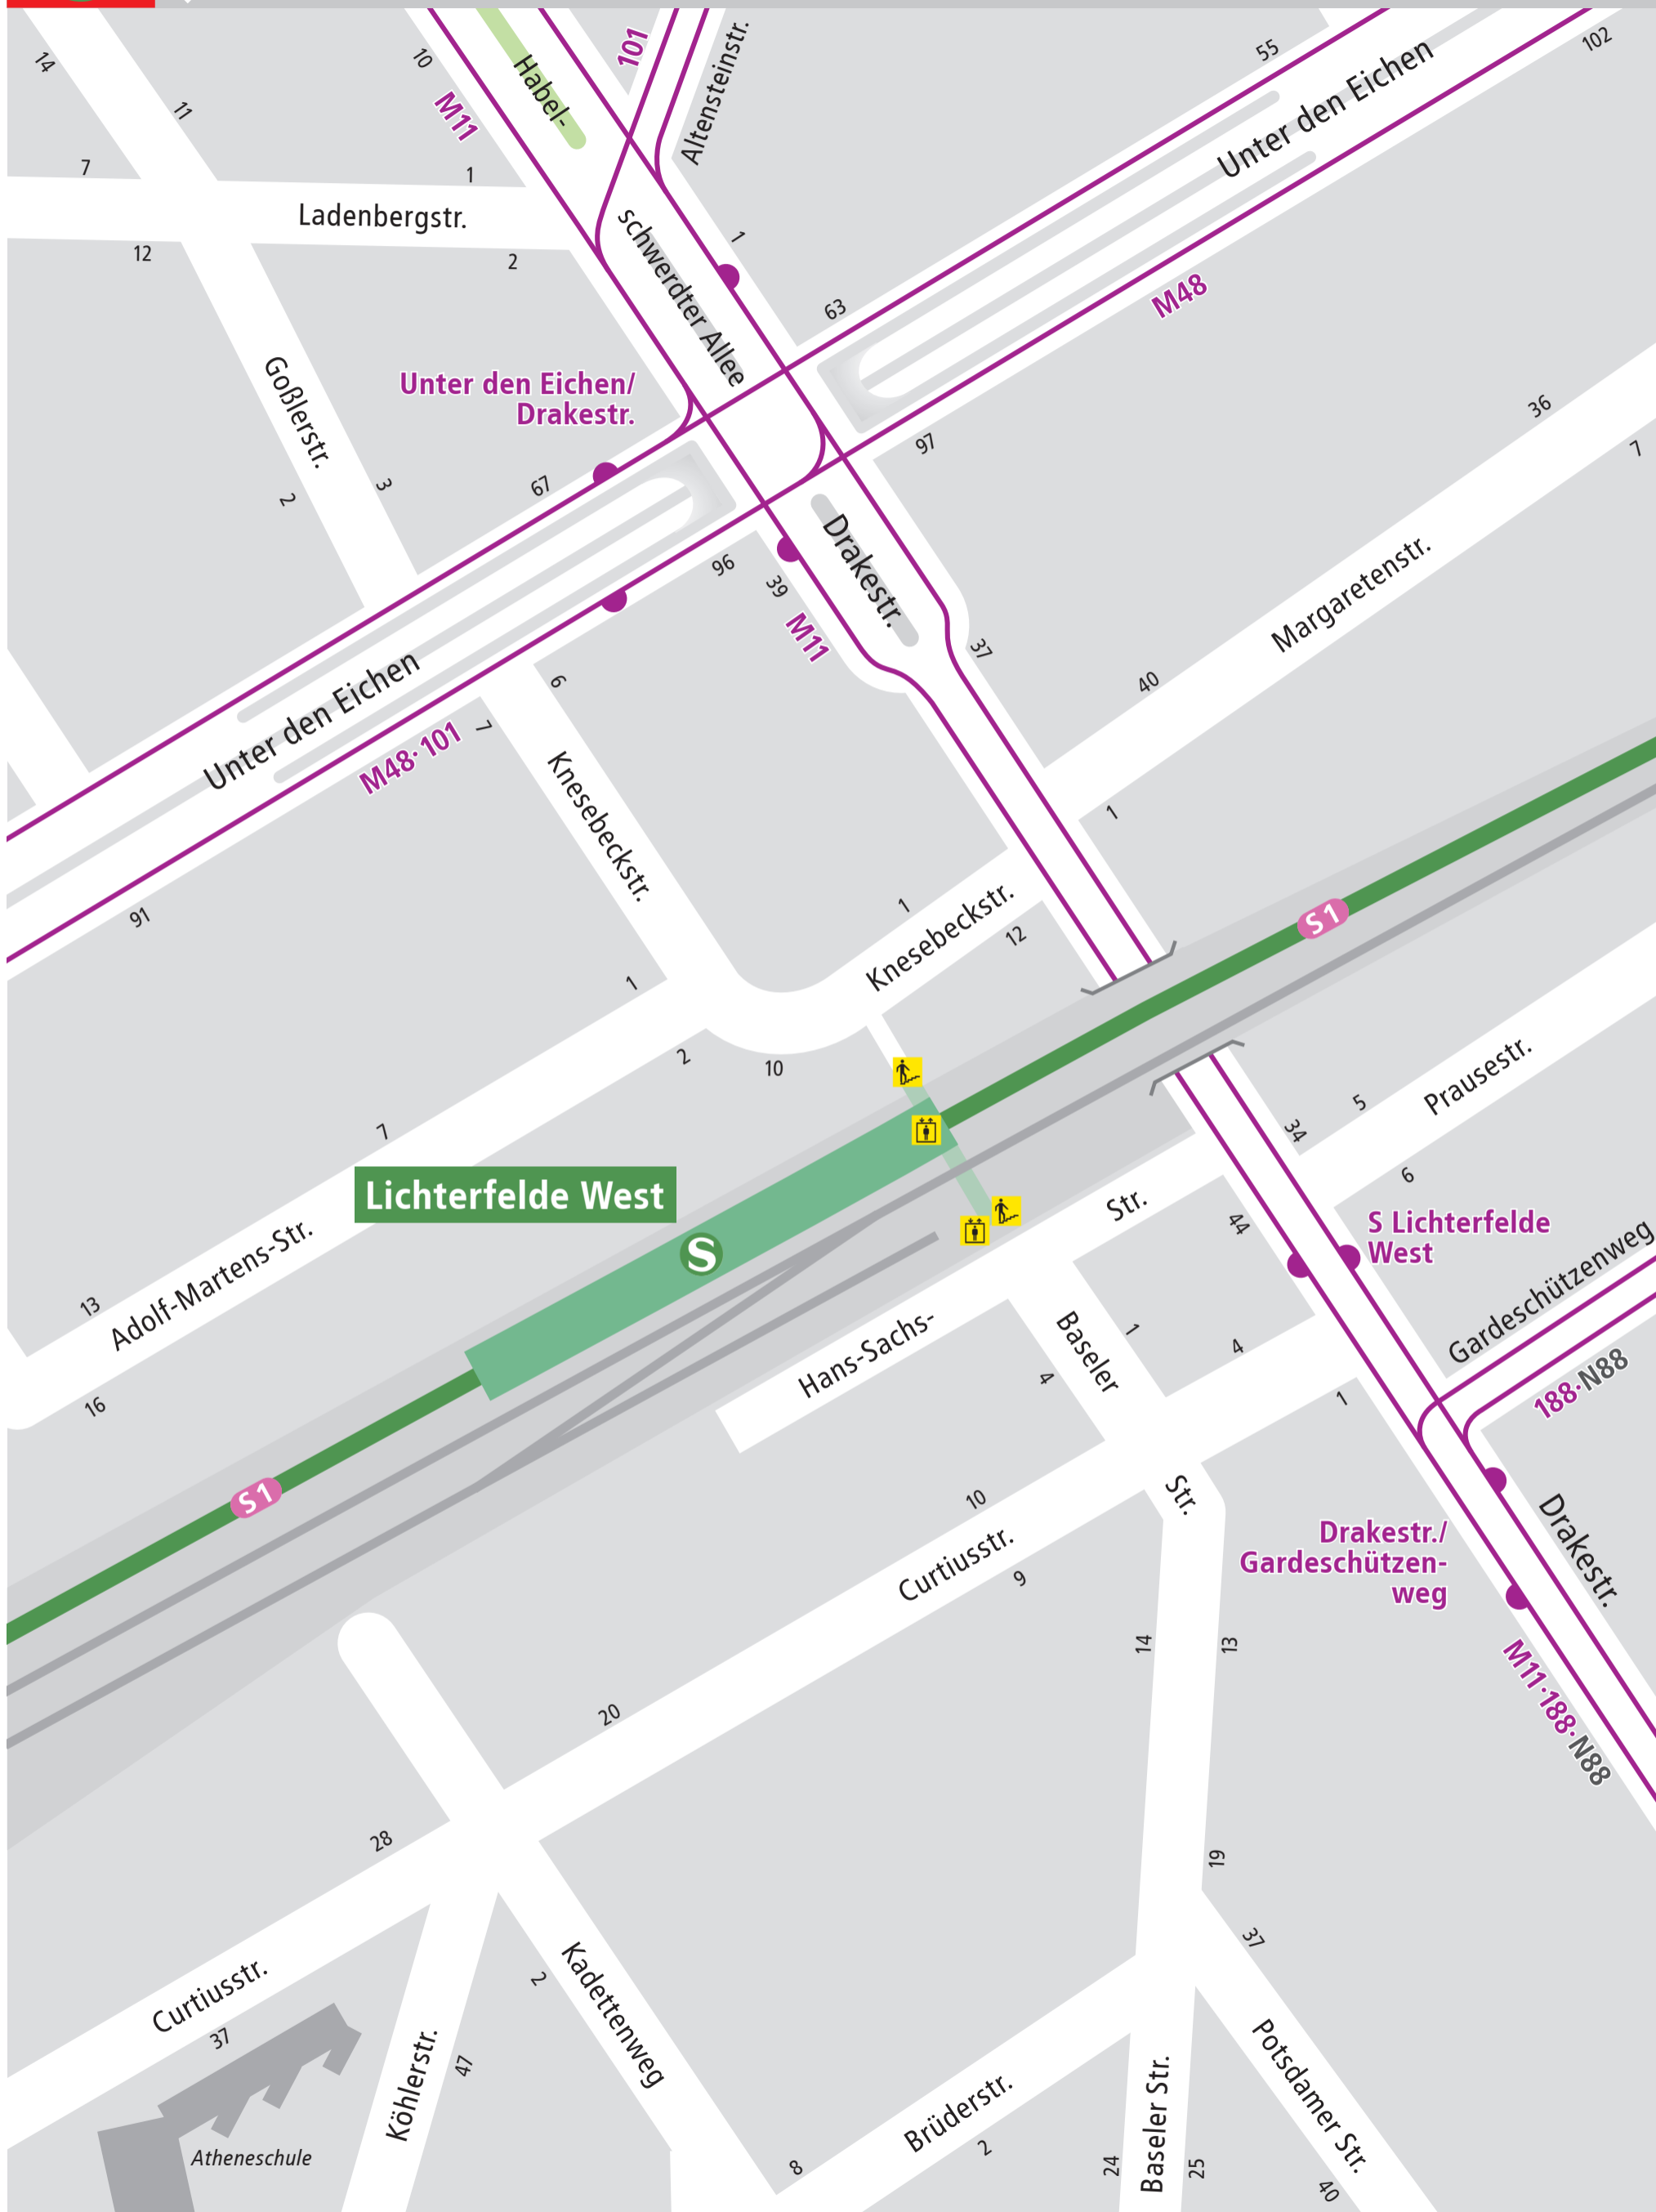 14
11
10
M11
Habel-
101
Altensteinstr.
55
Unter den Eichen
102
7
1
Ladenbergstr.
12
2
schwerdter Allee
1
63
M48
Goßlerstr.
2
3
Unter den Eichen/
Drakestr.
67
97
36
7
96
39
M11
Drakestr.
37
Margaretenstr.
40
1
Unter den Eichen
M48·101
6
7
Knesebeckstr.
91
1
Knesebeckstr.
12
S1
1
2
10
7
Prausestr.
5
34
6
Lichterfelde West
S
Adolf-Martens-Str.
13
16
Hans-Sachs-
Str.
44
S Lichterfelde
West
Gardeschützenweg
188·N88
Baseler
Str.
1
4
4
1
S1
10
Curtiusstr.
9
Drakestr./
Gardeschützen-
weg
Drakestr.
M11·188·N88
14
13
20
28
19
37
Curtiusstr.
37
Kadettenweg
2
Köhlerstr.
47
Atheneschule
Brüderstr.
8
2
Baseler Str.
24
25
Potsdamer Str.
40